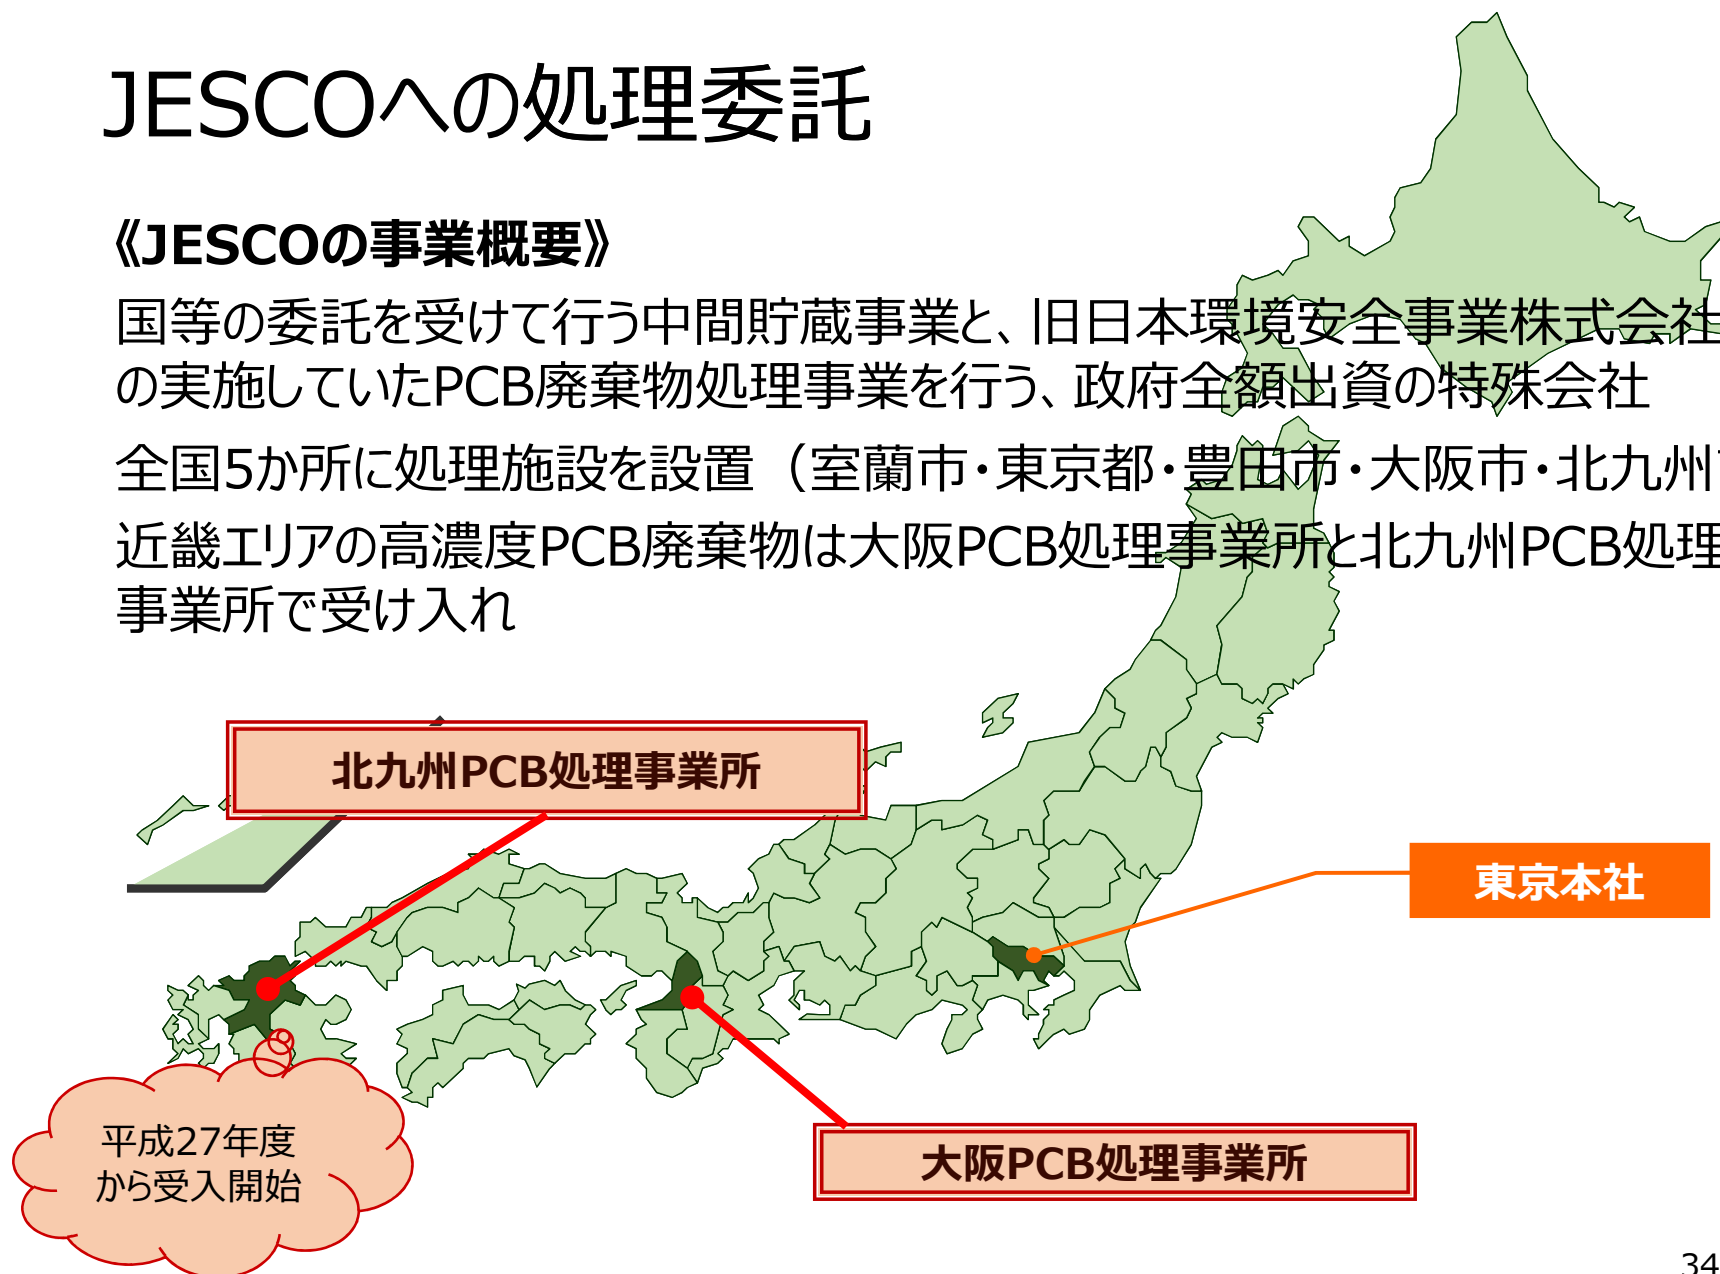 JESCOへの処理委託
《JESCOの事業概要》
国等の委託を受けて行う中間貯蔵事業と、旧日本環境安全事業株式会社
の実施していたPCB廃棄物処理事業を行う、政府全額出資の特殊会社
全国5か所に処理施設を設置（室蘭市・東京都・豊田市・大阪市・北九州
近畿エリアの高濃度PCB廃棄物は大阪PCB処理事業所と北九州PCB処理
事業所で受け入れ
北九州PCB処理事業所
東京本社
大阪PCB処理事業所
平成27年度
から受入開始
34